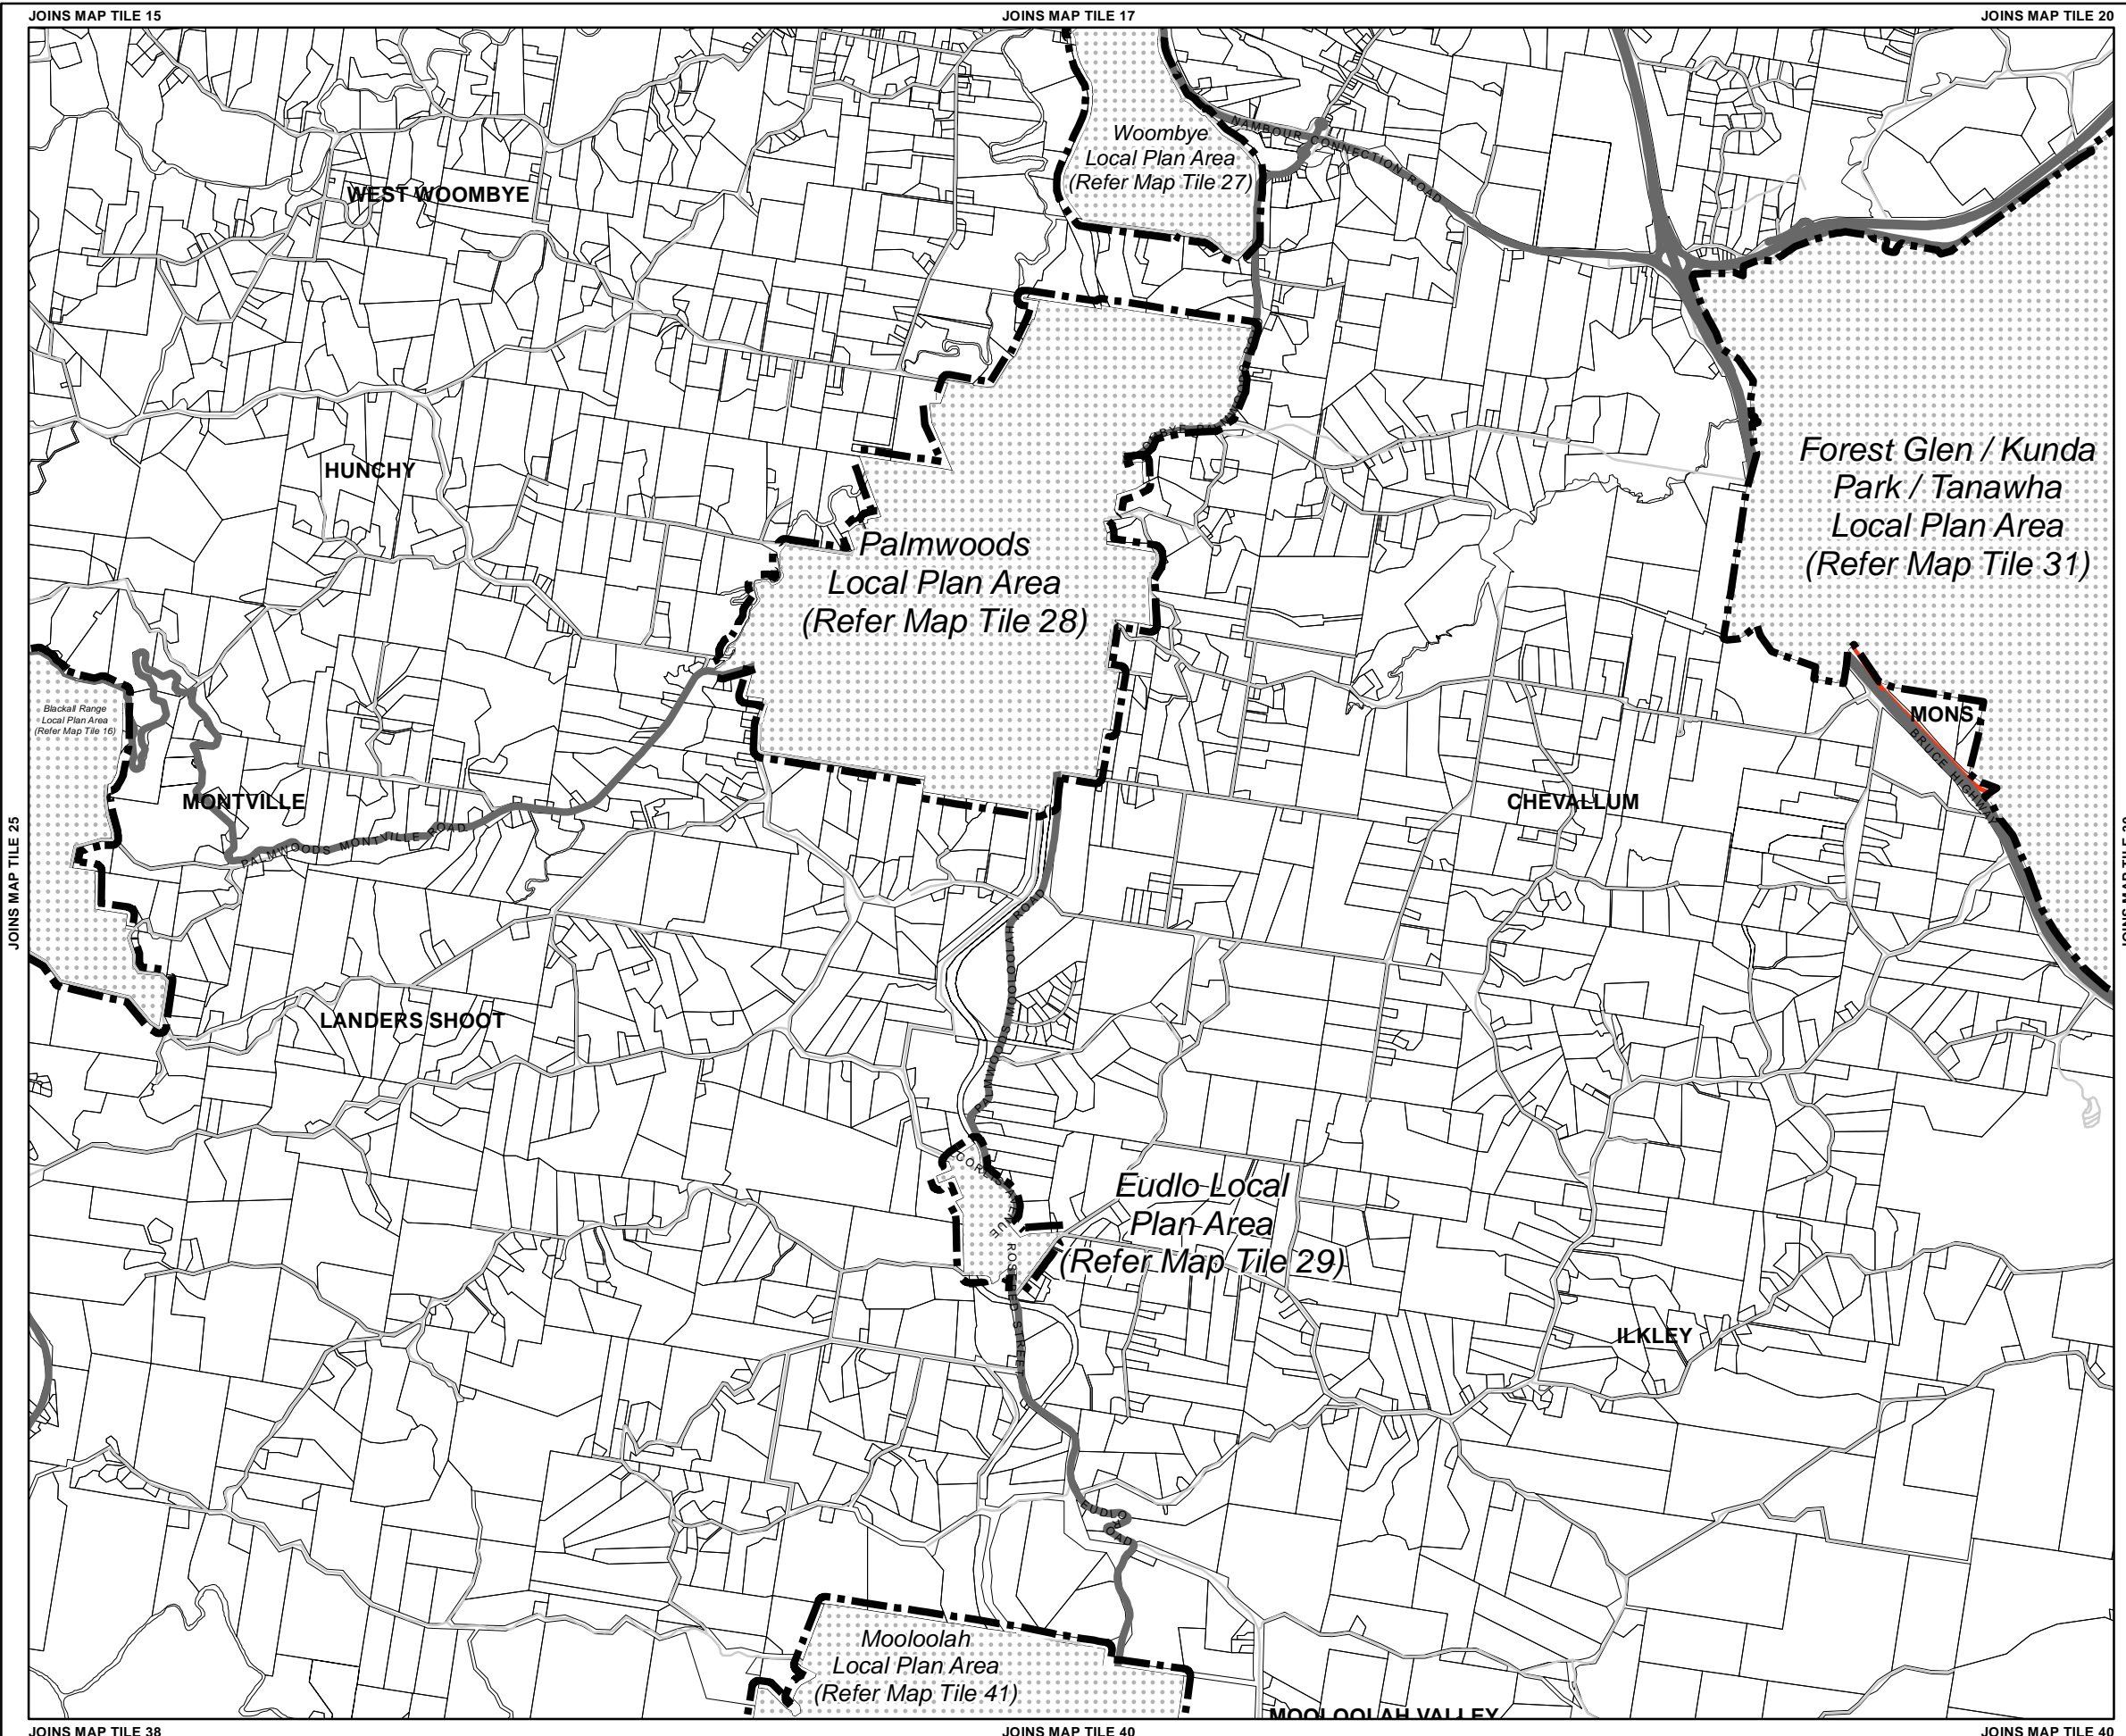 JOINS MAP TILE 15
JOINS MAP TILE 17
JOINS MAP TILE 20
Woombye
Local Plan Area
(Refer Map Tile 27)
NAMBOUR CONNECTION ROAD
WEST WOOMBYE
HUNCHY
Forest Glen / Kunda
Park / Tanawha
Local Plan Area
(Refer Map Tile 31)
Palmwoods
Local Plan Area
(Refer Map Tile 28)
Blackall Range
Local Plan Area
(Refer Map Tile 16)
MONS
BRUCE HIGHWAY
MONTVILLE
CHEVALLUM
PALMWOODS MONTVILLE ROAD
JOINS MAP TILE 25
PALMWOODS MOOLOOLAH ROAD
LANDERS SHOOT
Eudlo Local
Plan Area
(Refer Map Tile 29)
AVENUE
STREET
ILKLEY
EUDLO
ROAD
Mooloolah
Local Plan Area
(Refer Map Tile 41)
MOOLOOLAH VALLEY
JOINS MAP TILE 38
JOINS MAP TILE 40
JOINS MAP TILE 40